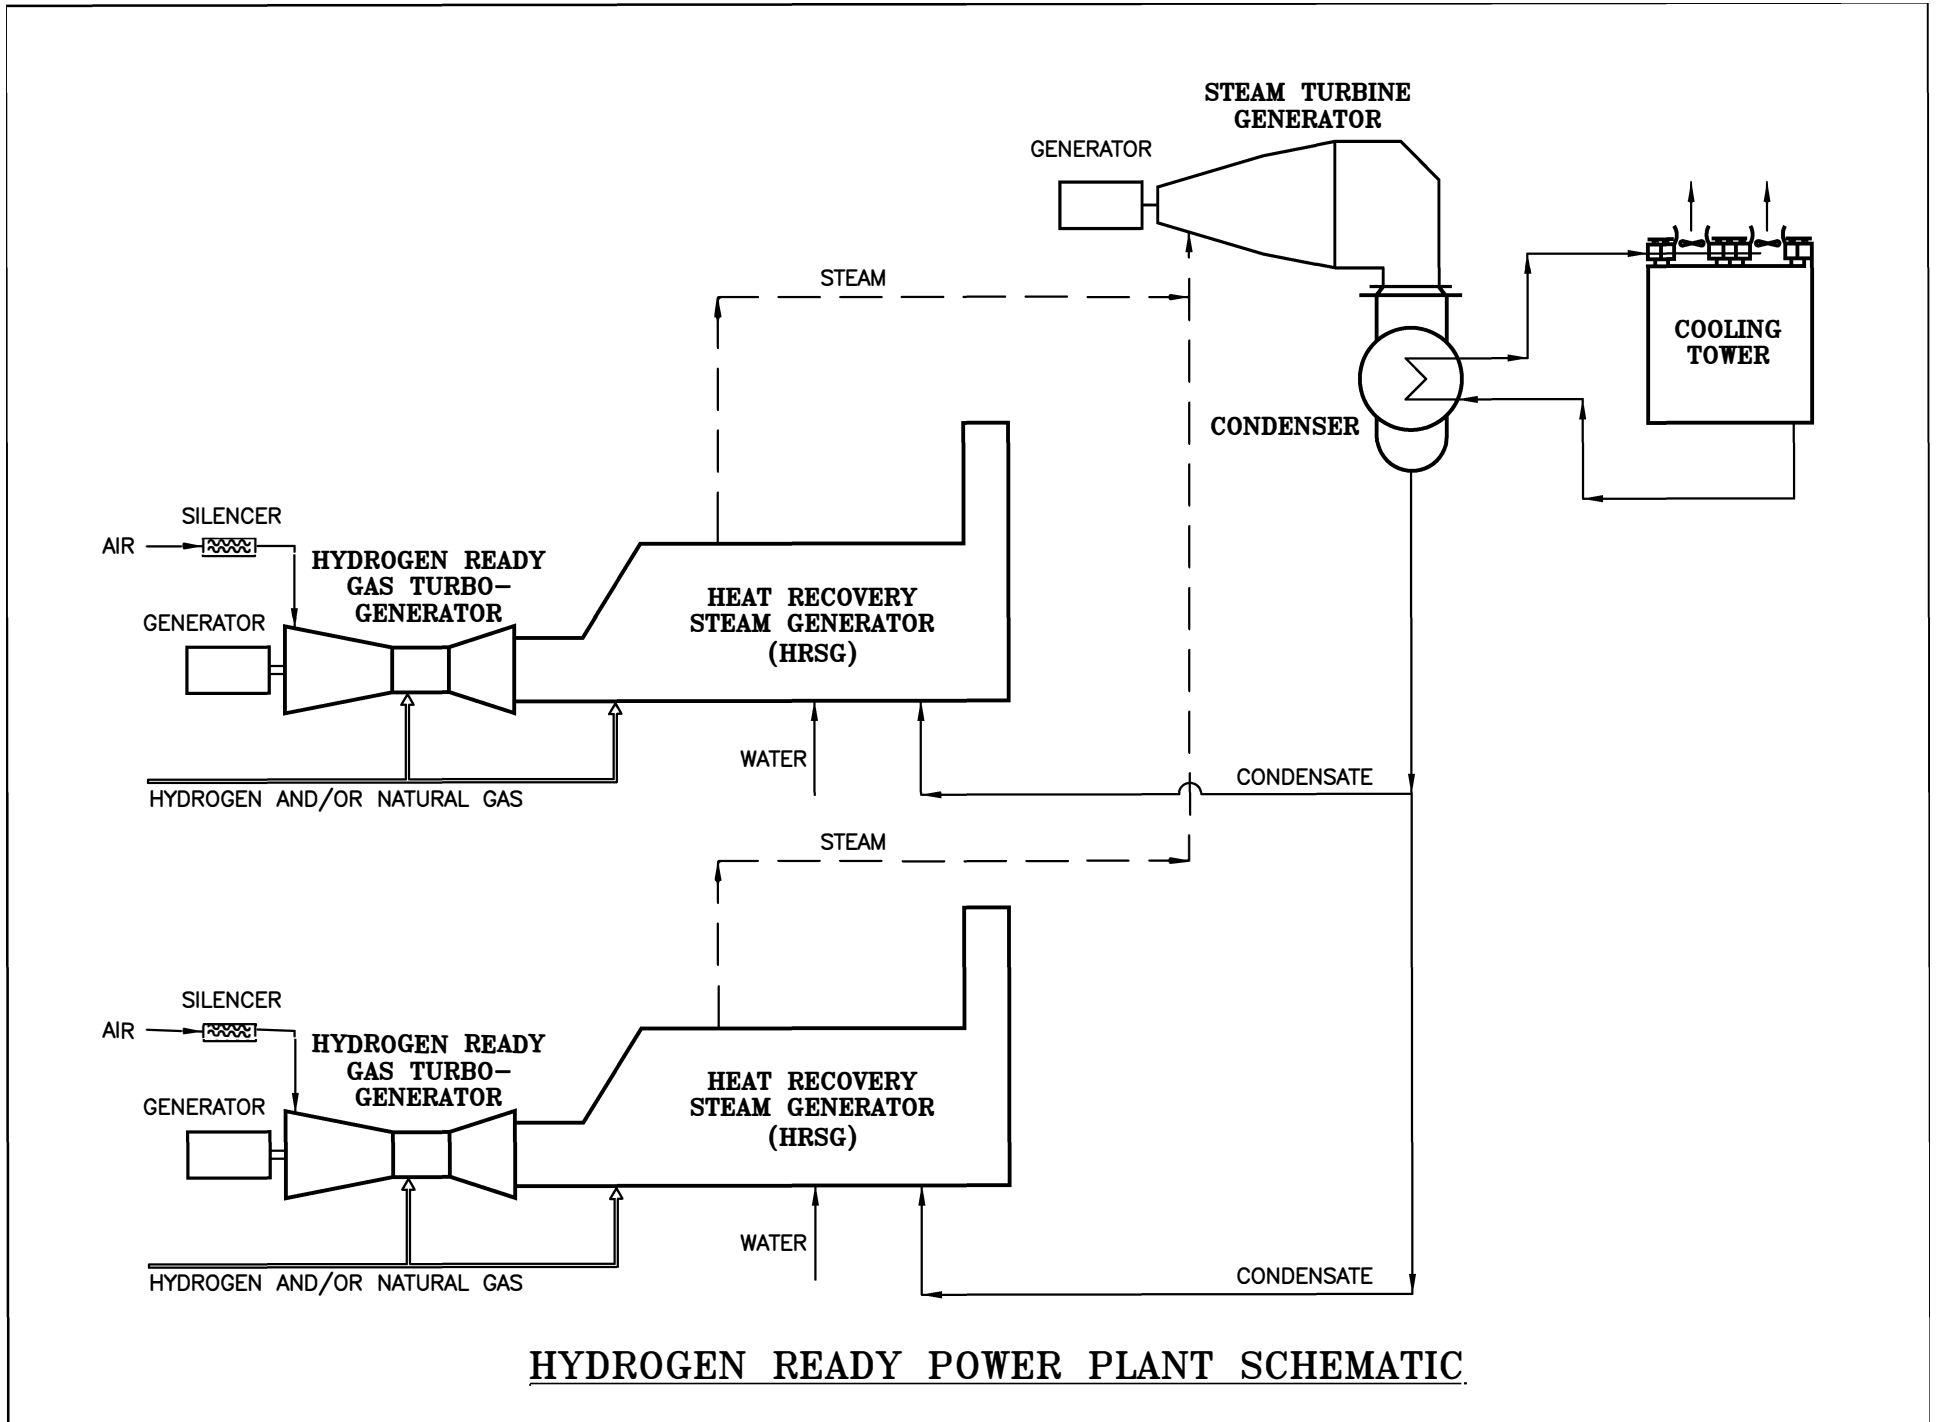 STEAM TURBINE
GENERATOR
GENERATOR
STEAM
COOLING
TOWER
CONDENSER
SILENCER
AIR
HYDROGEN READY
GAS TURBO-
GENERATOR
GENERATOR
HEAT RECOVERY
STEAM GENERATOR
(HRSG)
WATER
CONDENSATE
HYDROGEN AND/OR NATURAL GAS
STEAM
SILENCER
AIR
HYDROGEN READY
GAS TURBO-
GENERATOR
GENERATOR
HEAT RECOVERY
STEAM GENERATOR
(HRSG)
WATER
CONDENSATE
HYDROGEN AND/OR NATURAL GAS
HYDROGEN READY POWER PLANT SCHEMATIC